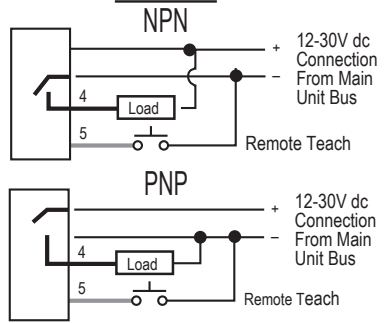 NPN
+
12-30V dc
Connection
From Main
Unit Bus
–
4
Load
5
Remote Teach
PNP
+
12-30V dc
Connection
From Main
Unit Bus
–
4
Load
5
Remote Teach